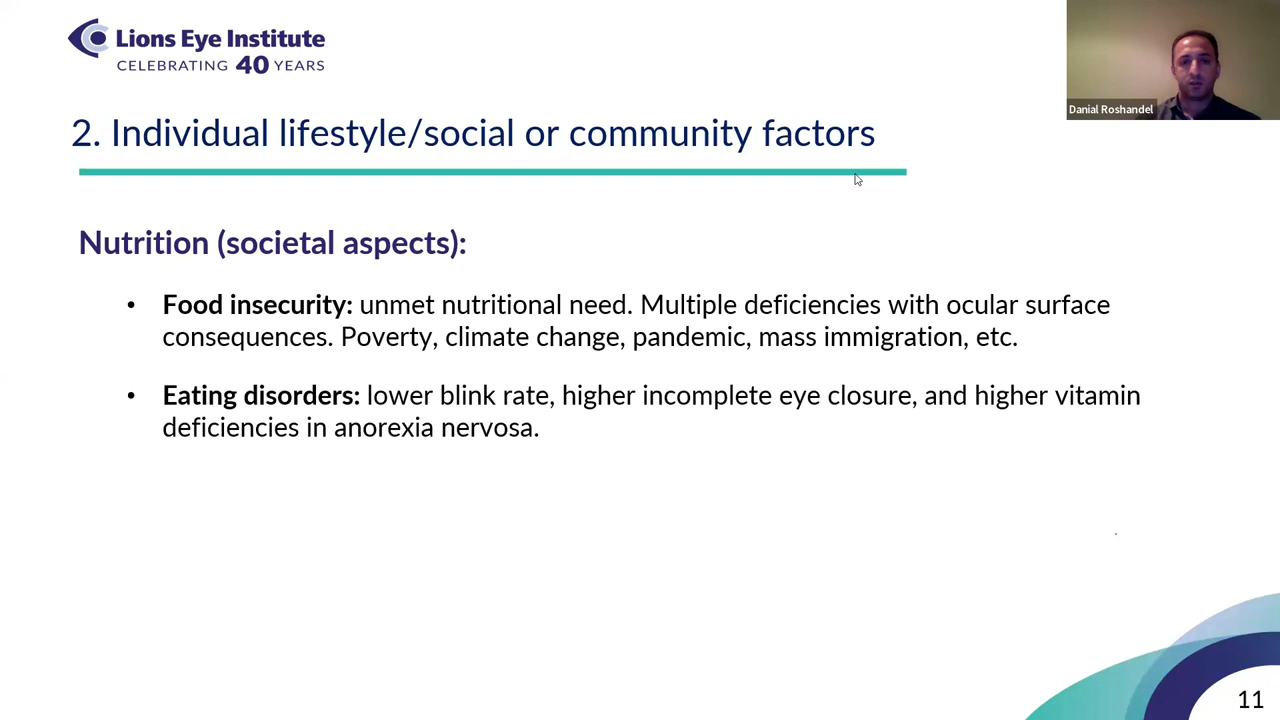 Lions Eye Institute
CELEBRATING 40 YEARS
Danial Roshandel
2. Individual lifestyle/social or community factors
Nutrition (societal aspects):
• Food insecurity: unmet nutritional need. Multiple deficiencies with ocular surface
consequences. Poverty, climate change, pandemic, mass immigration, etc.
• Eating disorders: lower blink rate, higher incomplete eye closure, and higher vitamin
deficiencies in anorexia nervosa.
11